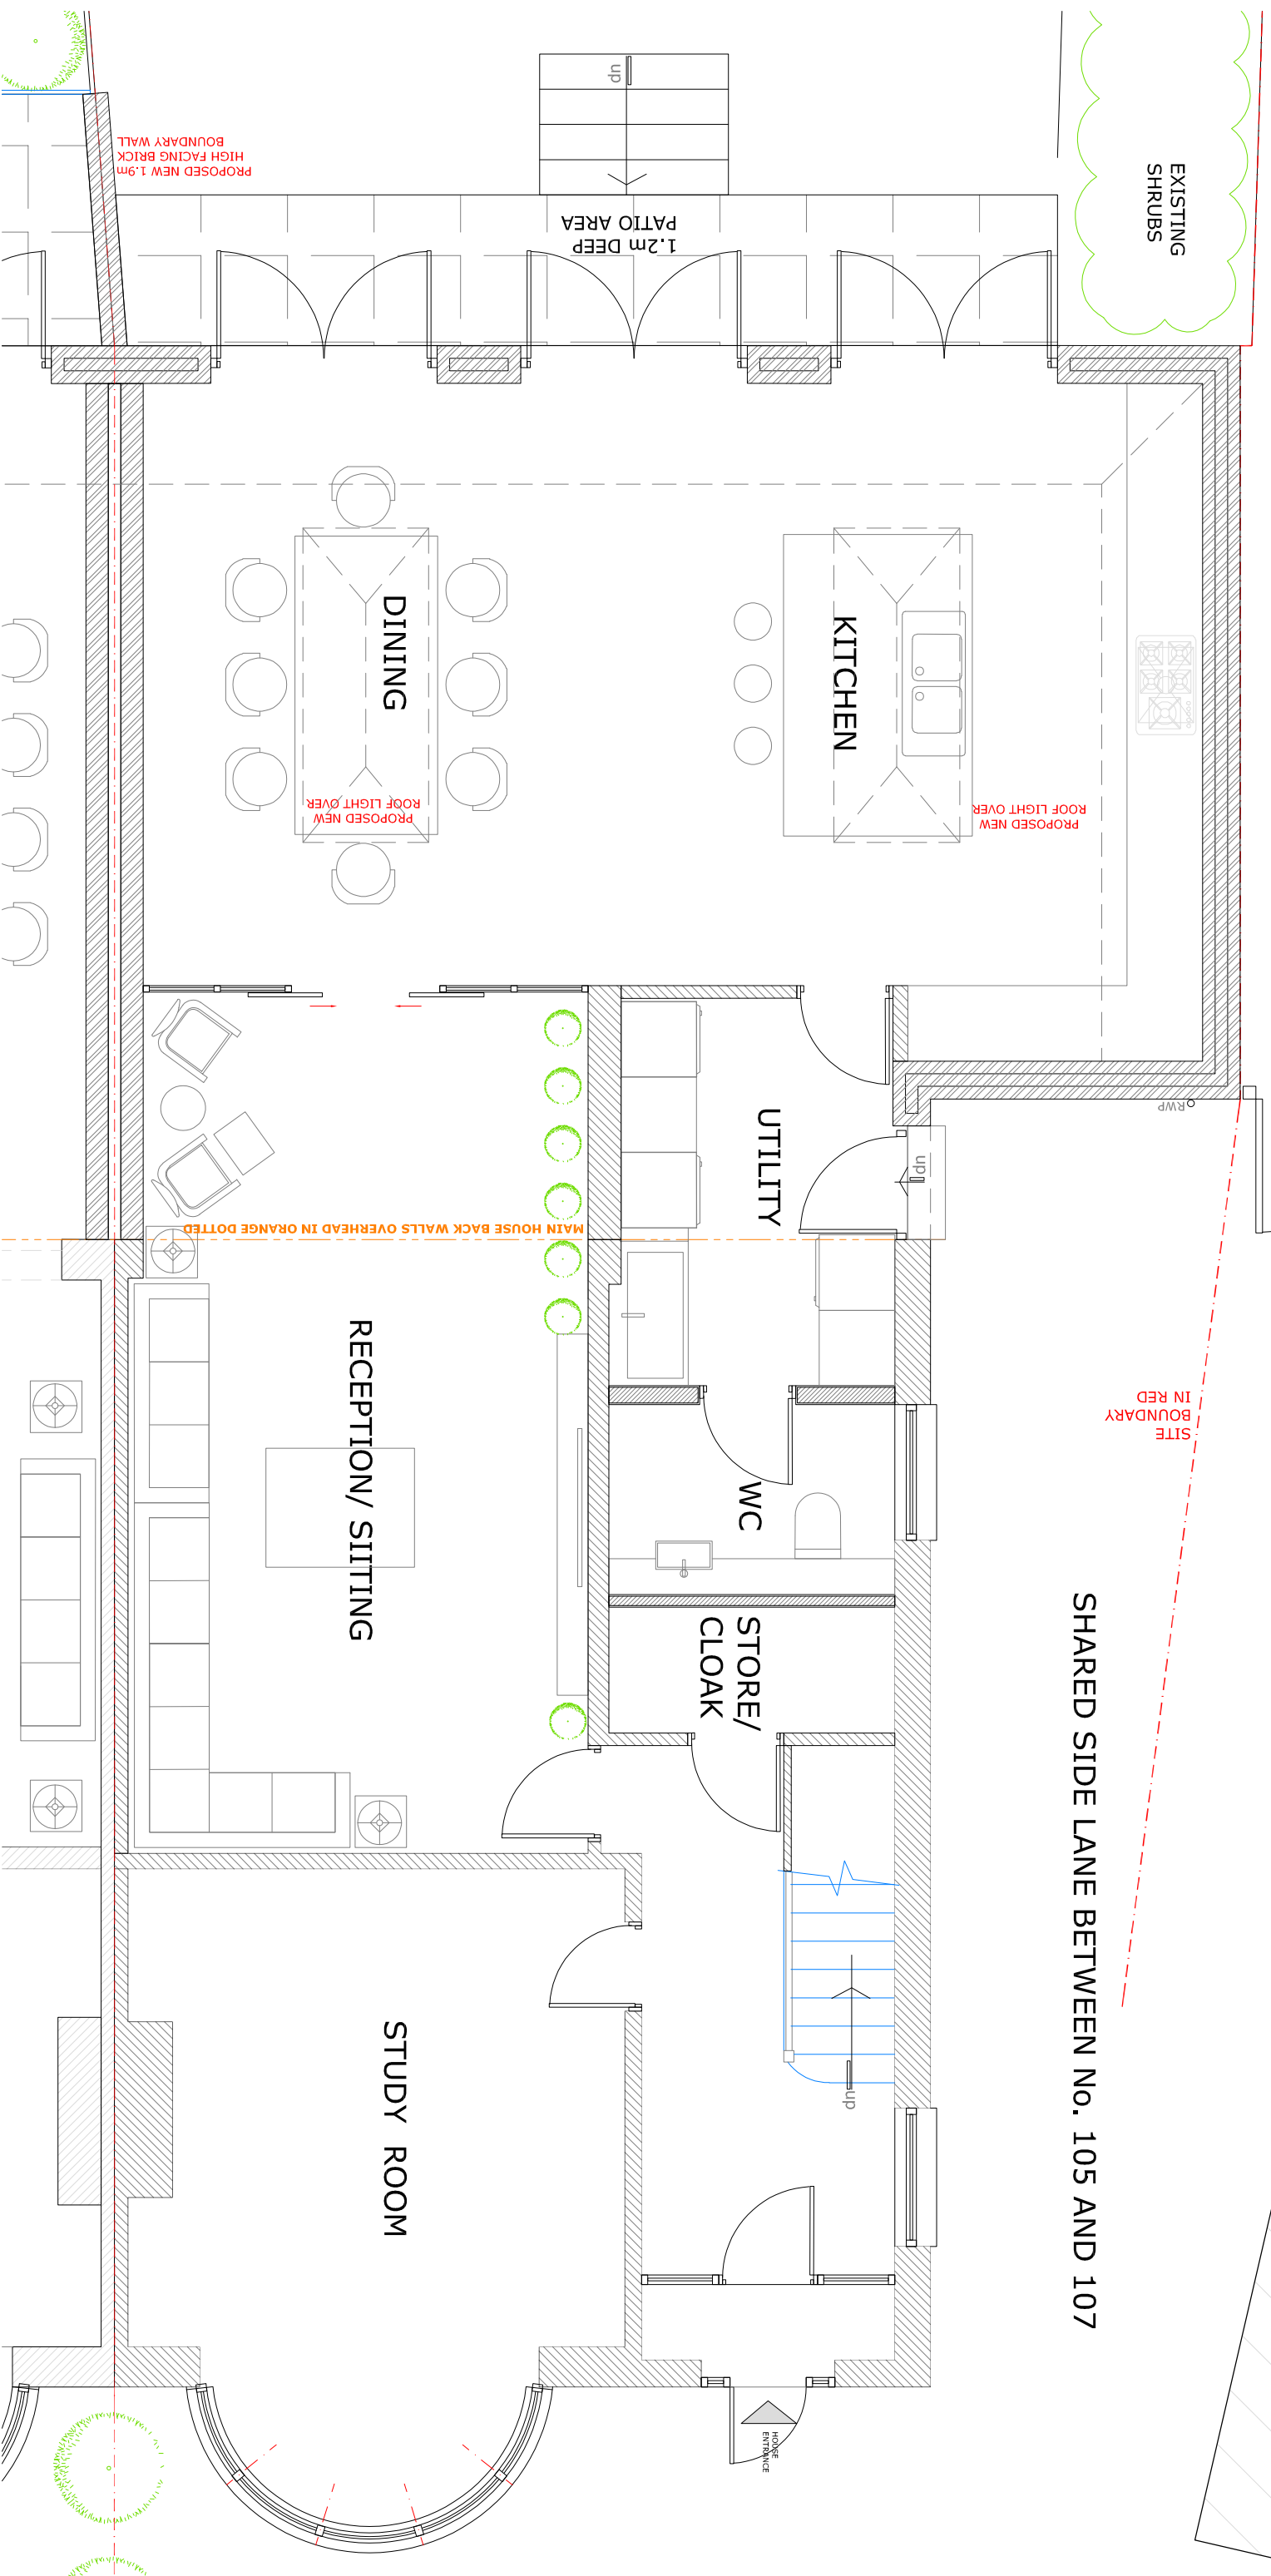 up
PROPOSED NEW 1.9m
HIGH FACING BRICK
BOUNDARY WALL
EXISTING
SHRUBS
1.2m DEEP
PATIO AREA
DINING
KITCHEN
PROPOSED NEW
ROOF LIGHT OVER
PROPOSED NEW
ROOF LIGHT OVER
RWP
UTILITY
up
MAIN HOUSE BACK WALLS OVERHEAD IN ORANGE DOTTED
RECEPTION/ SIITING
SITE
BOUNDARY
IN RED
WC
STORE/
CLOAK
SHARED SIDE LANE BETWEEN No. 105 AND 107
up
STUDY ROOM
HOUSE
ENTRANCE